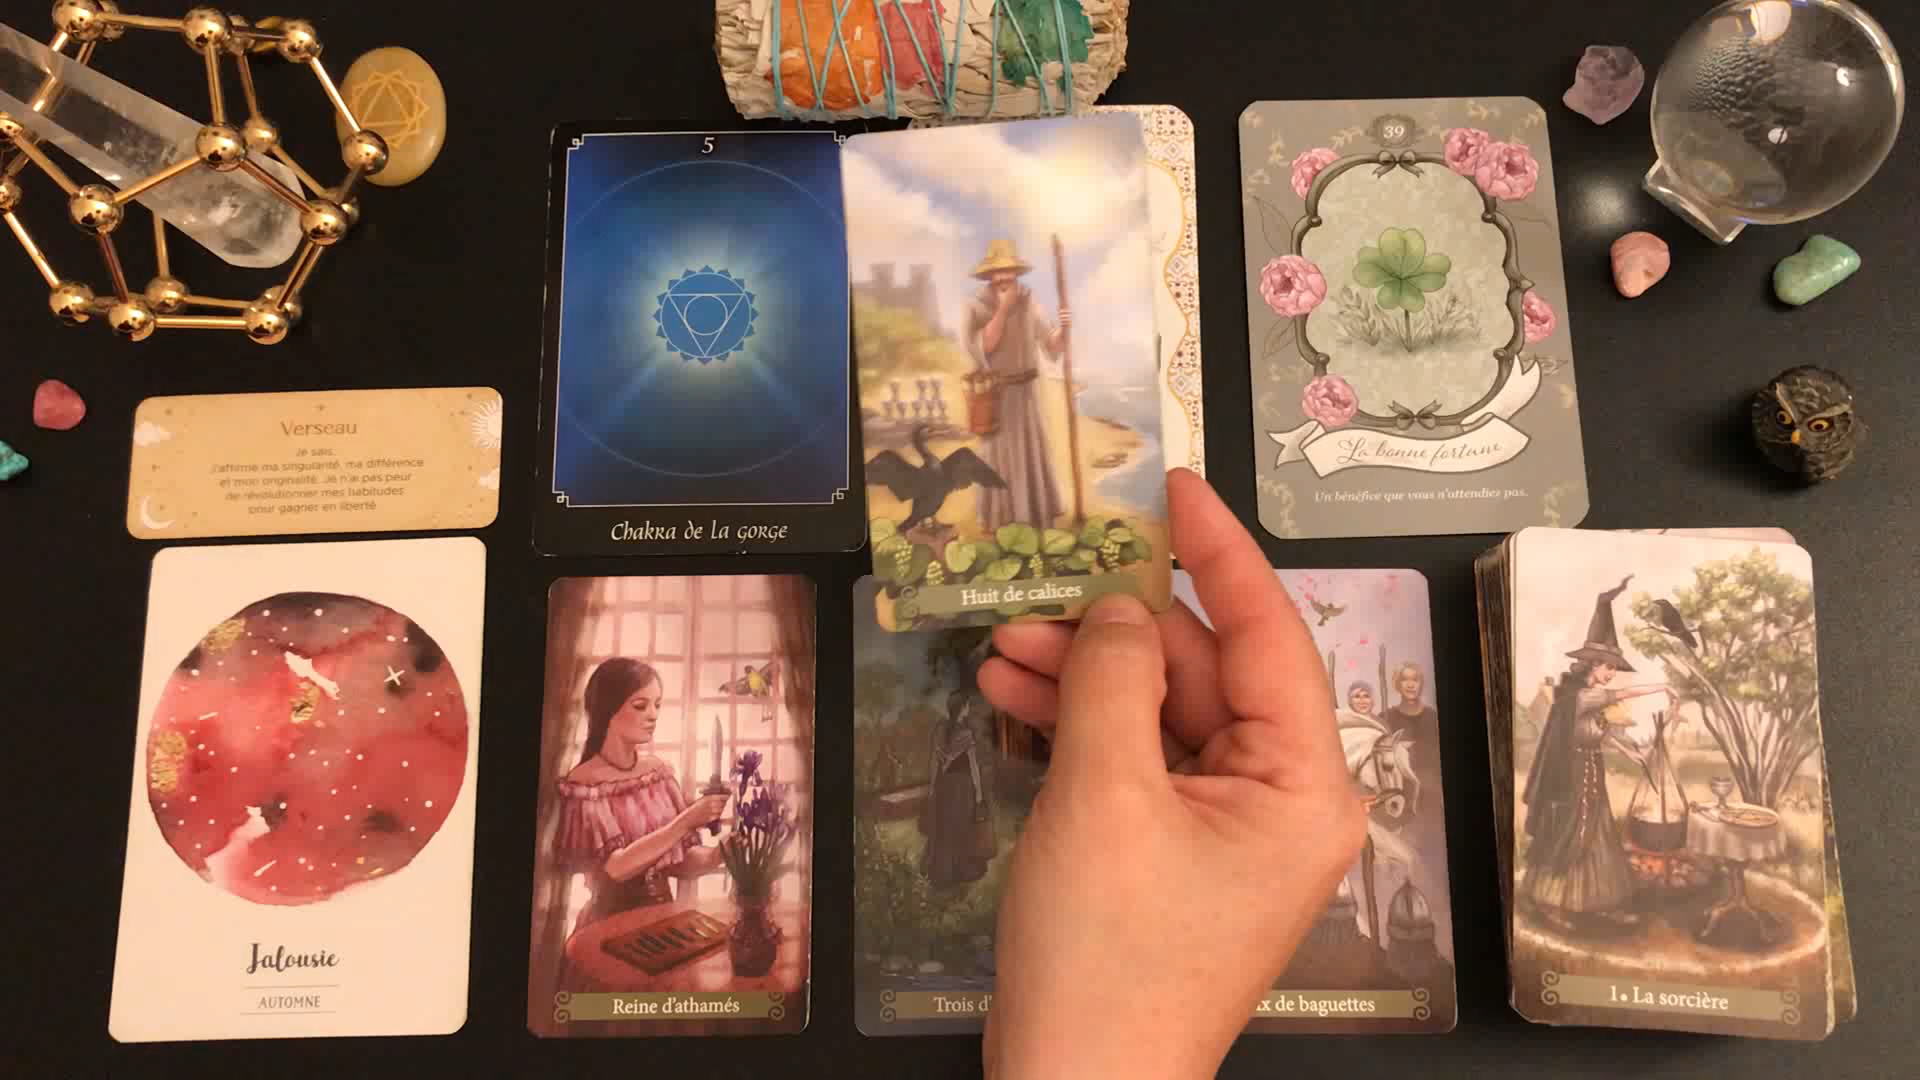 5
Chakra de la gorge
39
La bonne fortune
Un bénéfice que vous n'attendiez pas.
Huit de calices
Verseau
Je sais.
J'affirme ma singularité, ma différence
et mon originalité. Je n'ai pas peur
de révolutionner mes habitudes
pour gagner en liberté
Jalousie
AUTOMNE
Reine d'athamés
Trois
de baguettes
1. La sorcière